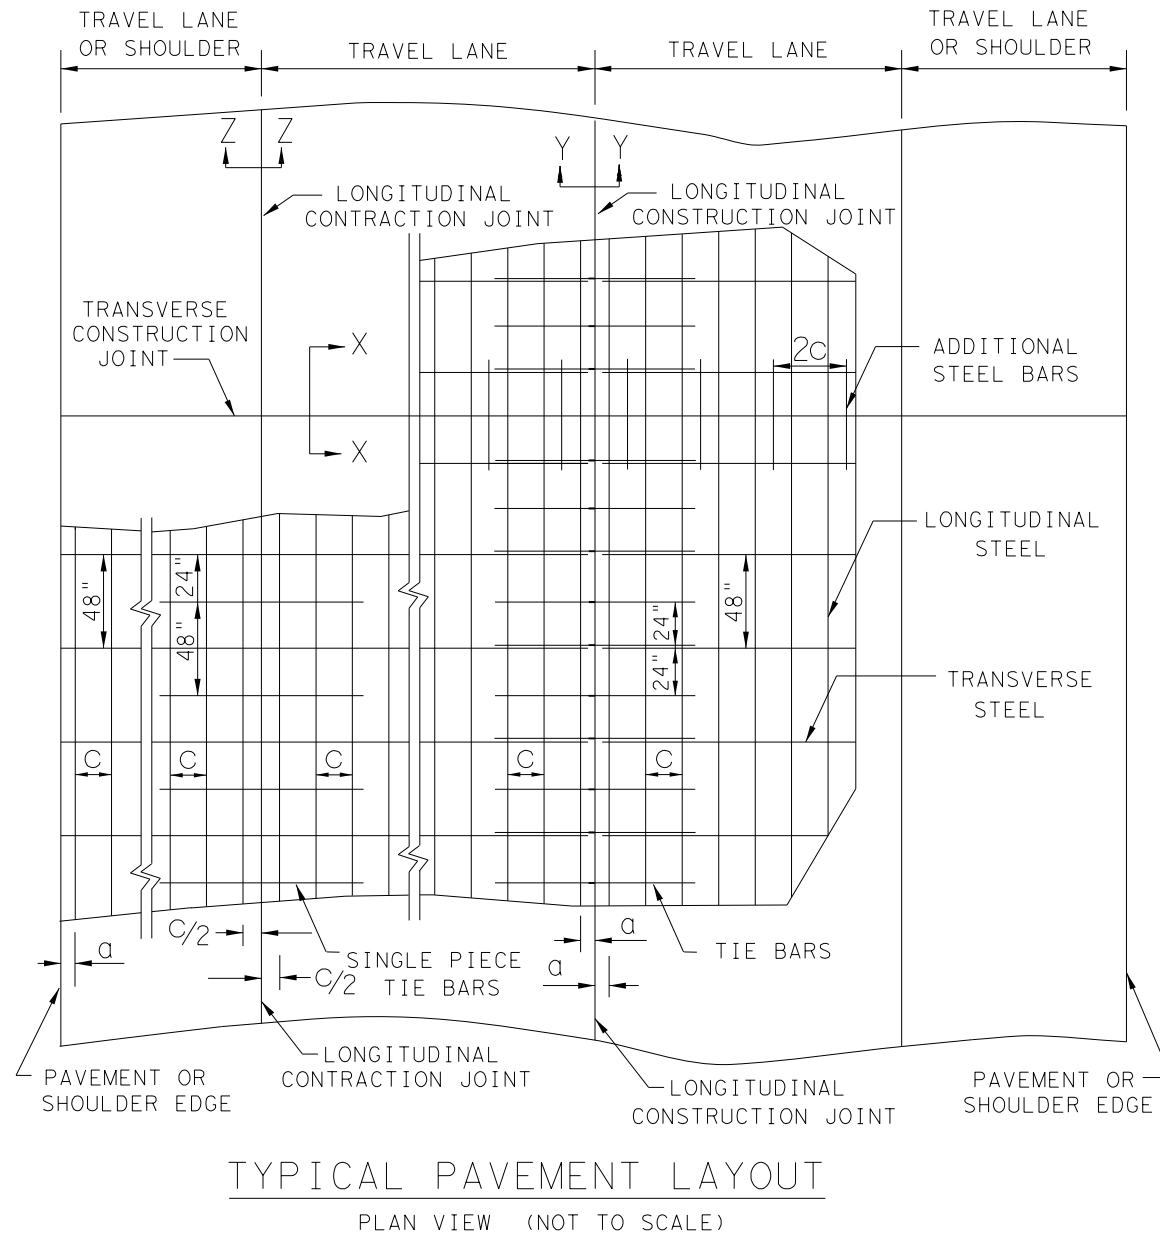 TRAVEL LANE
OR SHOULDER
TRAVEL LANE
TRAVEL LANE
TRAVEL LANE
OR SHOULDER
Z Z
Y Y
LONGITUDINAL
CONTRACTION JOINT
LONGITUDINAL
CONSTRUCTION JOINT
TRANSVERSE
CONSTRUCTION
JOINT
X
X
2c
ADDITIONAL
STEEL BARS
LONGITUDINAL
STEEL
48"
24"
48"
24"
24"
48"
TRANSVERSE
STEEL
C
C
C
C
C
C/2
a
SINGLE PIECE
TIE BARS
C/2
a
a
TIE BARS
LONGITUDINAL
CONTRACTION JOINT
PAVEMENT OR
SHOULDER EDGE
LONGITUDINAL
CONSTRUCTION JOINT
PAVEMENT OR
SHOULDER EDGE
TYPICAL PAVEMENT LAYOUT
PLAN VIEW (NOT TO SCALE)